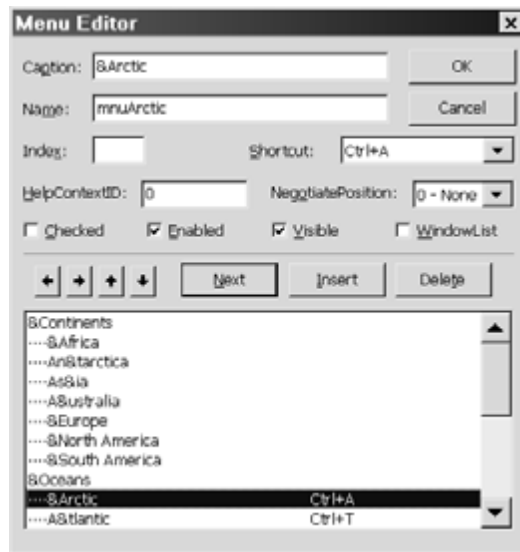 Menu Editor
Caption: &Arctic OK
Name: mnuArctic Cancel
Index: Shortcut: Ctrl+A
HelpContextID: 0 NegotiatePosition: 0 - None
Checked Enabled Visible WindowList
Next Insert Delete
&Continents
····&Africa
····An&tarctica
····As&ia
····A&ustralia
····&Europe
····&North America
····&South America
&Oceans
····&Arctic Ctrl+A
····A&tlantic Ctrl+T